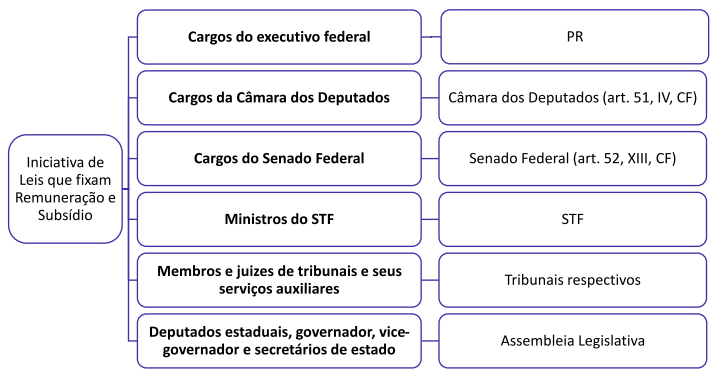 Iniciativa de
Leis que fixam
Remuneração e
Subsídio
Cargos do executivo federal
PR
Cargos da Câmara dos Deputados
Câmara dos Deputados (art. 51, IV, CF)
Cargos do Senado Federal
Senado Federal (art. 52, XIII, CF)
Ministros do STF
STF
Membros e juizes de tribunais e seus
serviços auxiliares
Tribunais respectivos
Deputados estaduais, governador, vice-
governador e secretários de estado
Assembleia Legislativa